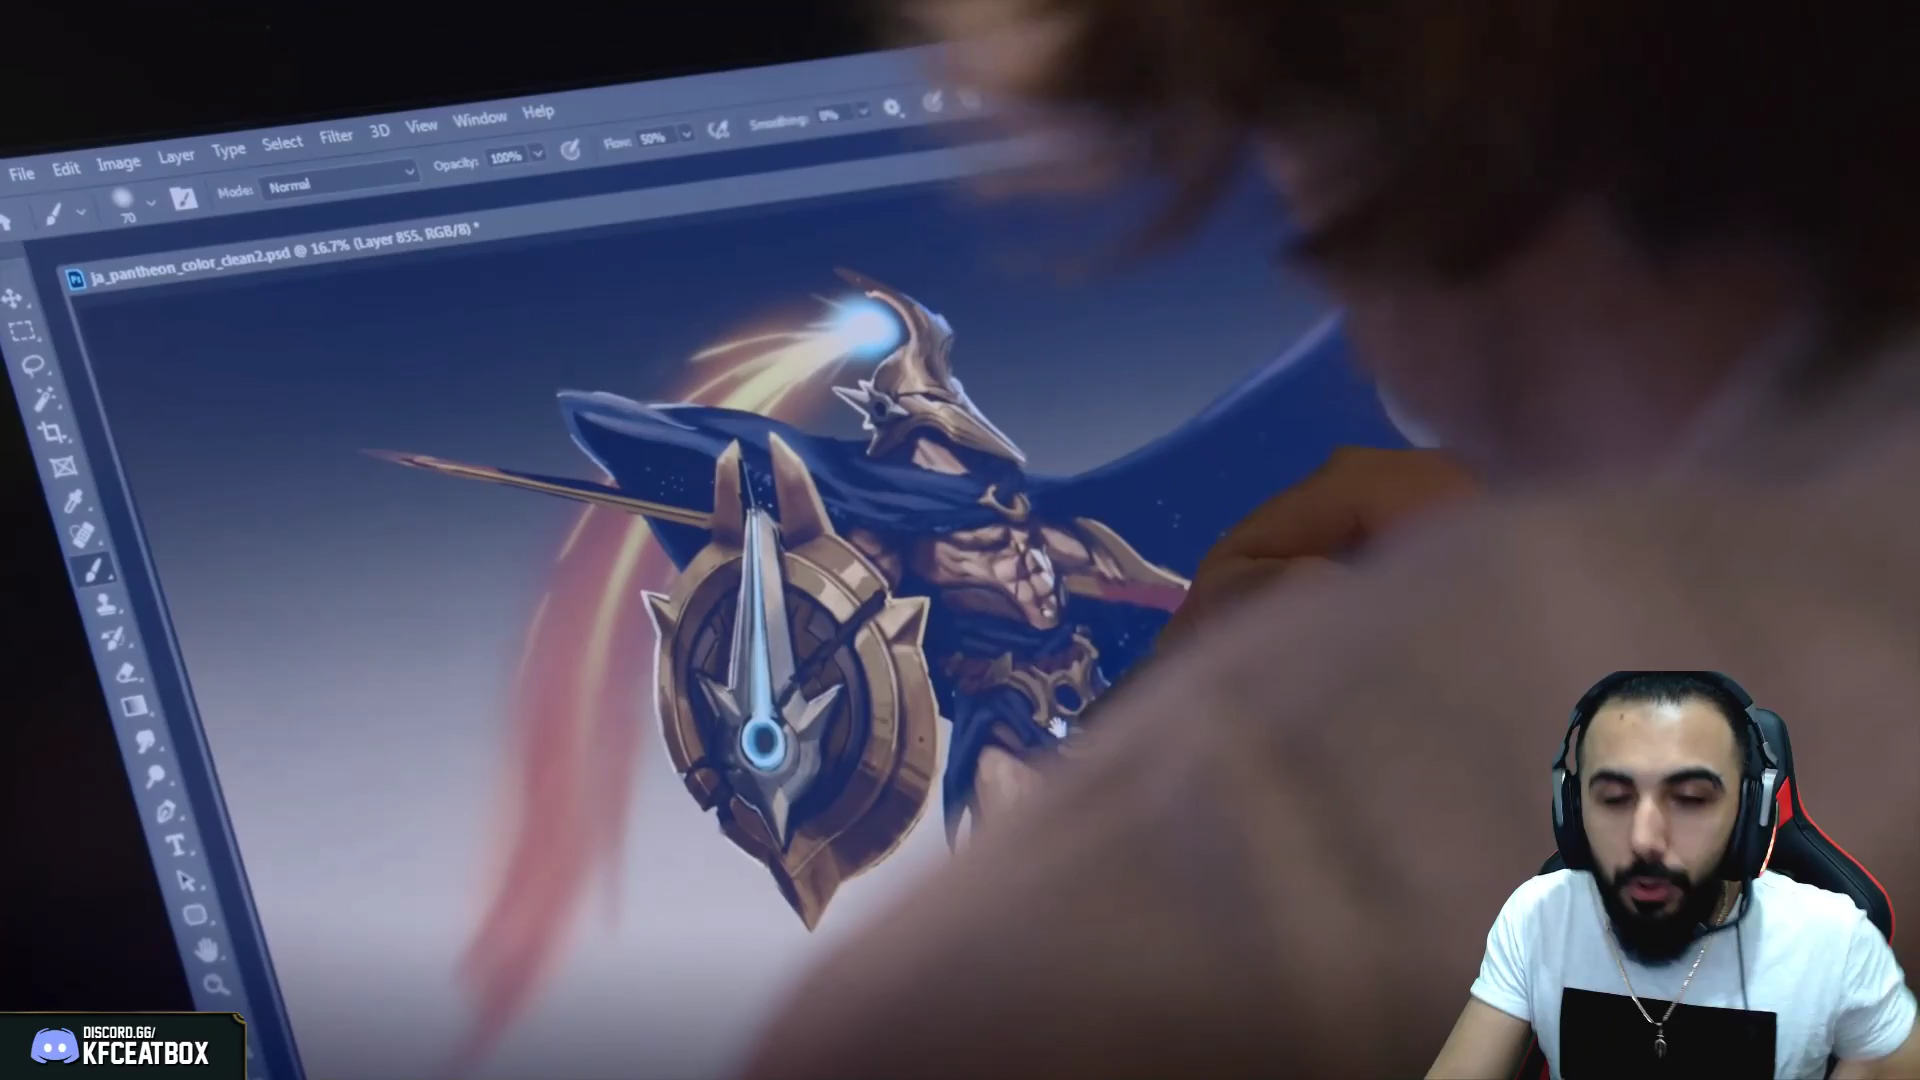 File Edit Image Layer Type Select Filter 3D View Window Help
70 Mode: Normal Opacity: 100% Flow: 50% Smoothing: 0%
Ps ja_pantheon_color_clean2.psd @ 16.7% (Layer 855, RGB/8) *
T
DISCORD.GG/
KFCEATBOX